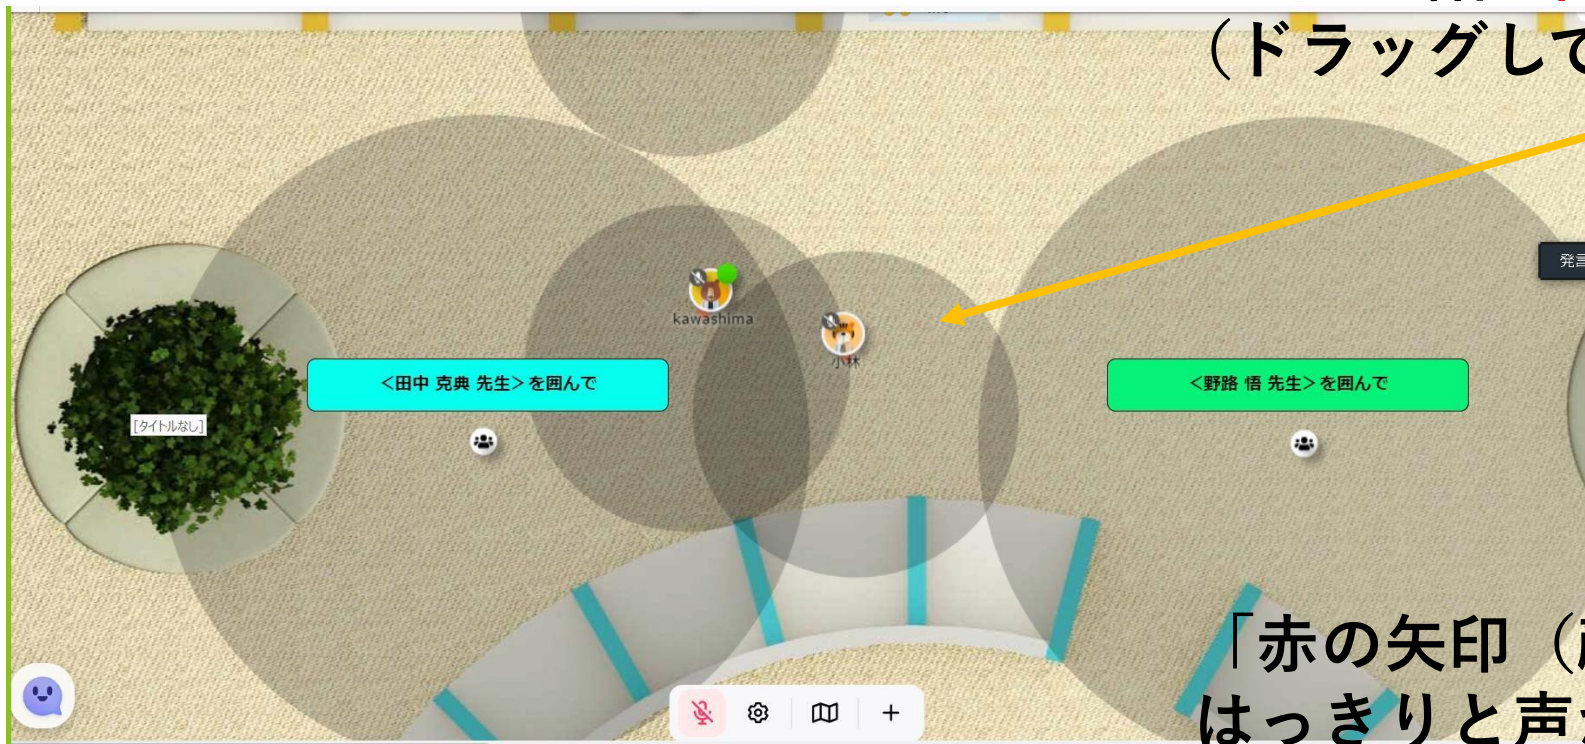 （ドラッグして
発言
kawashima
小林
<田中 克典 先生>を囲んで
<野路 悟 先生>を囲んで
[タイトルなし]
「赤の矢印（
はっきりと声